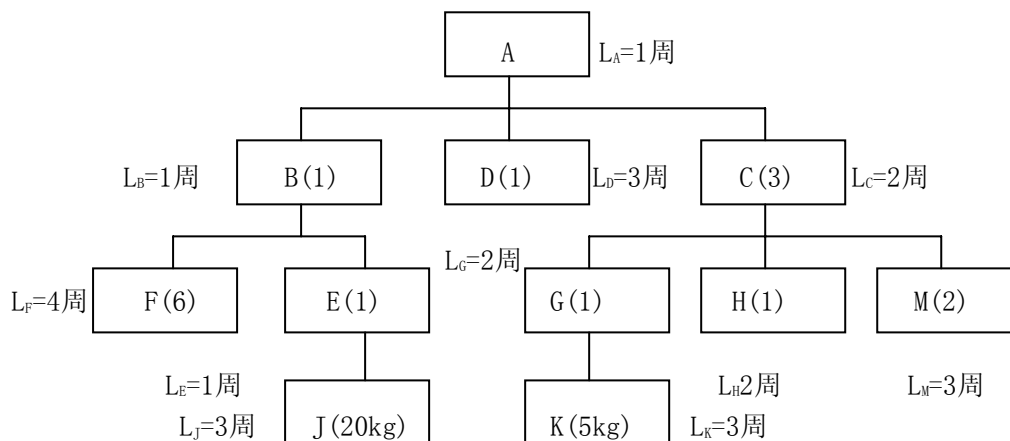 A
L_A=1周
L_B=1周
B(1)
D(1)
L_D=3周
C(3)
L_C=2周
L_G=2周
L_F=4周
F(6)
E(1)
G(1)
H(1)
M(2)
L_E=1周
L_H2周
L_M=3周
L_J=3周
J(20kg)
K(5kg)
L_K=3周